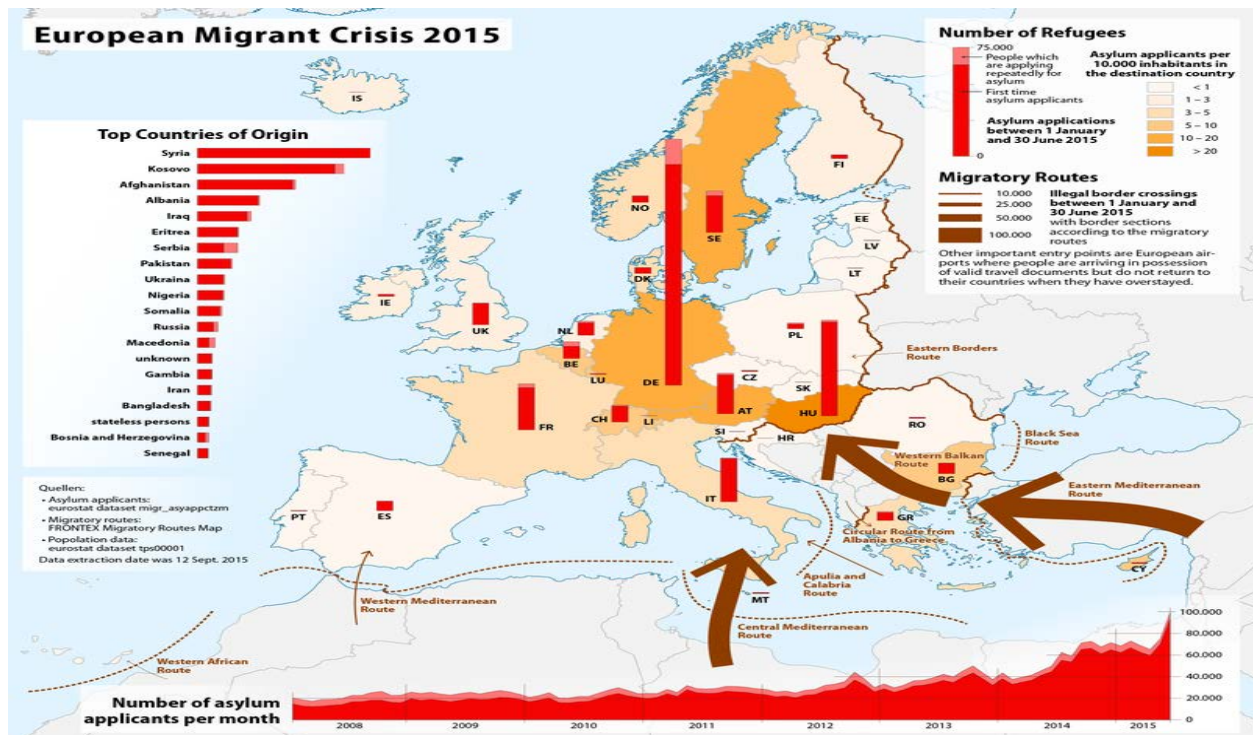 European Migrant Crisis 2015
Top Countries of Origin
Syria
Kosovo
Afghanistan
Albania
Iraq
Eritrea
Serbia
Pakistan
Ukraina
Nigeria
Somalia
Russia
Macedonia
unknown
Gambia
Iran
Bangladesh
stateless persons
Bosnia and Herzegovina
Senegal
Quellen:
• Asylum applicants:
eurostat dataset migr_asyappctzm
• Migratory routes:
FRONTEX Migratory Routes Map
• Popolation data:
eurostat dataset tps00001
Data extraction date was 12 Sept. 2015
Number of Refugees
75.000
People which
are applying
repeatedly for
asylum
First time
asylum applicants
Asylum applications
between 1 January
and 30 June 2015
0
Asylum applicants per
10.000 inhabitants in
the destination country
< 1
1 – 3
3 – 5
5 – 10
10 – 20
> 20
Migratory Routes
10.000
25.000
50.000
100.000
Illegal border crossings
between 1 January and
30 June 2015
with border sections
according to the migratory
routes
Other important entry points are European air-
ports where people are arriving in possession
of valid travel documents but do not return to
their countries when they have overstayed.
IS
FI
NO
SE
EE
LV
LT
DK
IE
UK
NL
BE
LU
DE
PL
CZ
SK
AT
HU
CH
LI
FR
SI
HR
RO
BG
IT
GR
PT
ES
MT
CY
Eastern Borders
Route
Black Sea
Route
Western Balkan
Route
Eastern Mediterranean
Route
Circular Route from
Albania to Greece
Apulia and
Calabria
Route
Central Mediterranean
Route
Western Mediterranean
Route
Western African
Route
Number of asylum
applicants per month
2008
2009
2010
2011
2012
2013
2014
2015
100.000
80.000
60.000
40.000
20.000
0